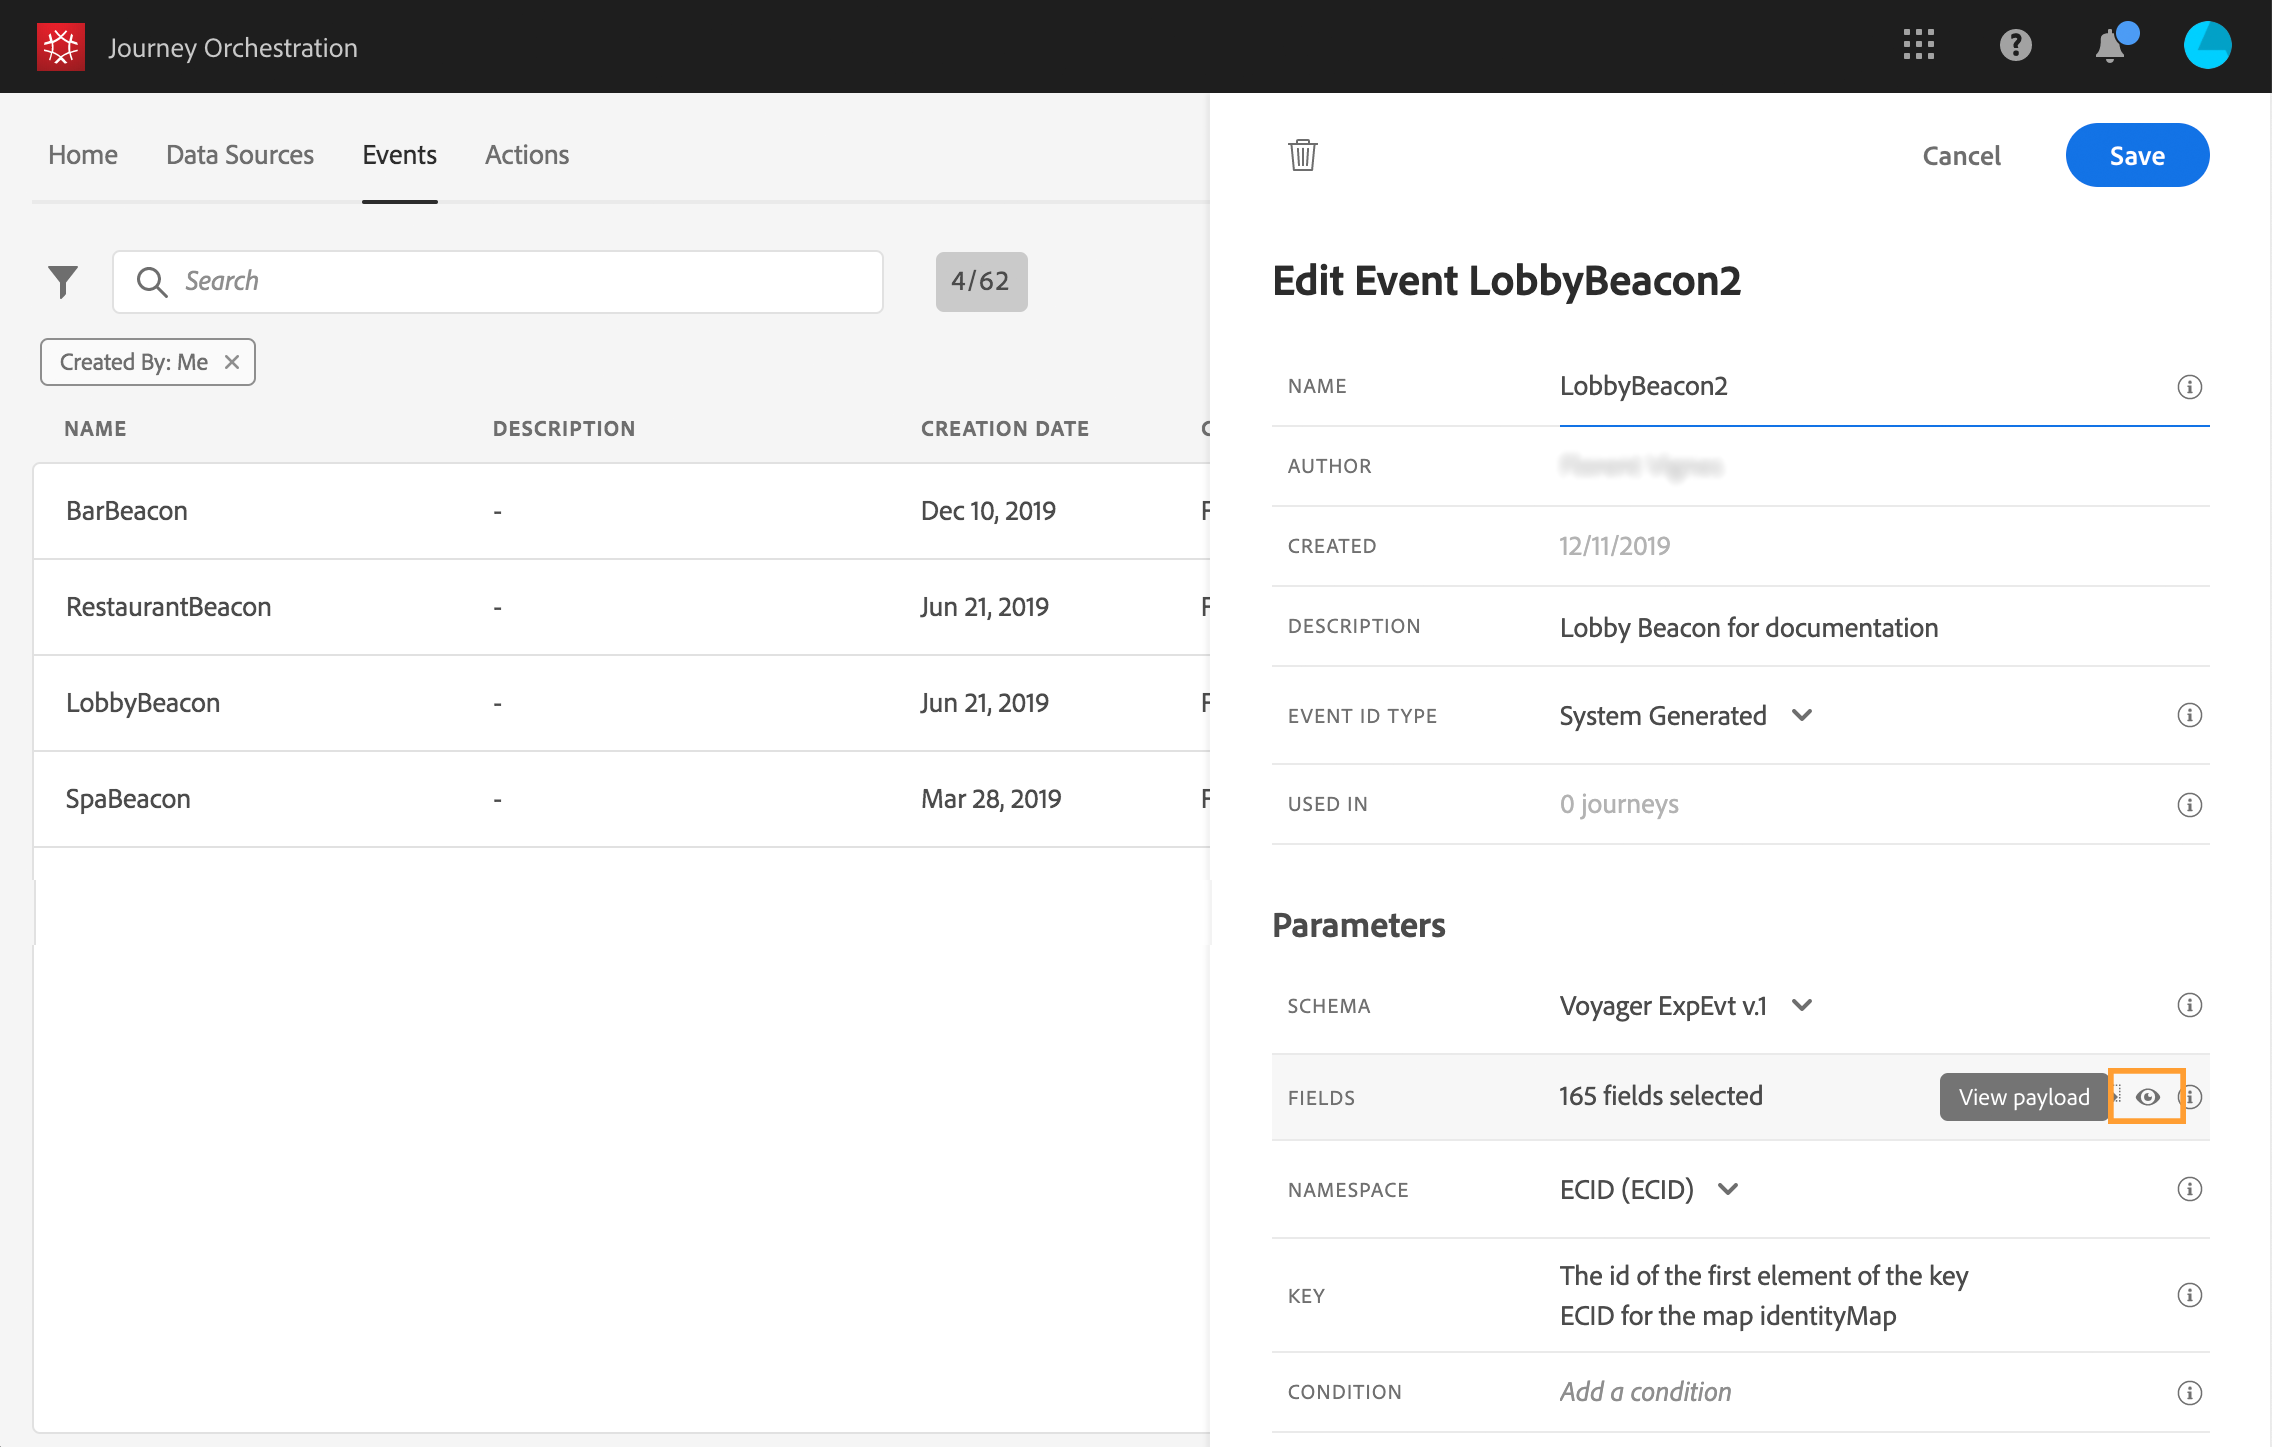 Journey Orchestration
Home Data Sources Events Actions
Search
4/62
Created By: Me
NAME DESCRIPTION CREATION DATE
BarBeacon - Dec 10, 2019
RestaurantBeacon - Jun 21, 2019
LobbyBeacon - Jun 21, 2019
SpaBeacon - Mar 28, 2019
Cancel Save
Edit Event LobbyBeacon2
NAME LobbyBeacon2
AUTHOR
CREATED 12/11/2019
DESCRIPTION Lobby Beacon for documentation
EVENT ID TYPE System Generated
USED IN 0 journeys
Parameters
SCHEMA Voyager ExpEvt v.1
FIELDS 165 fields selected View payload
NAMESPACE ECID (ECID)
KEY The id of the first element of the key
ECID for the map identityMap
CONDITION Add a condition